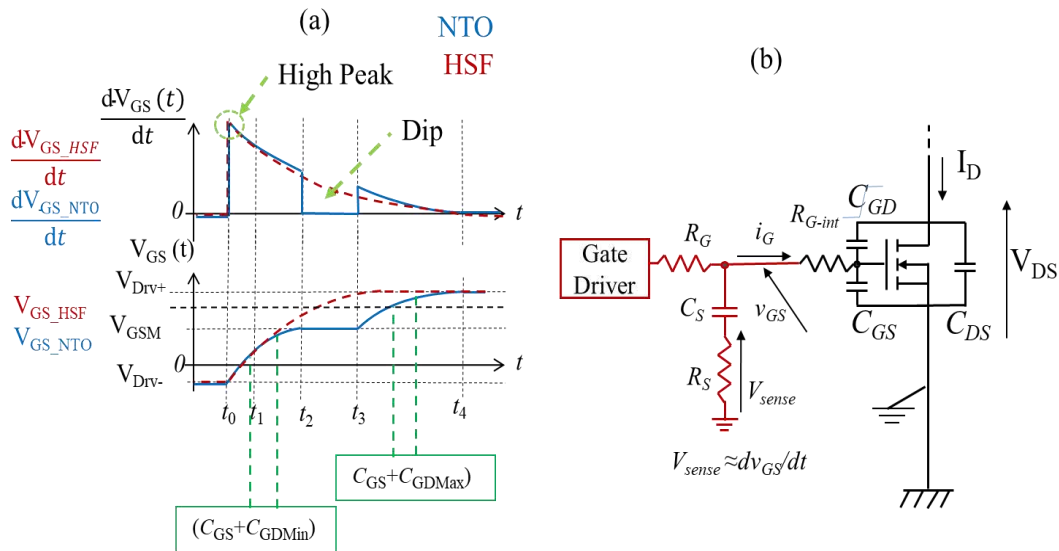 (a)
NTO
HSF
High Peak
dV_GS (t)
dt
Dip
dV_GS_HSF
dt
dV_GS_NTO
dt
0
t
V_GS (t)
V_Drv+
V_GS_HSF
V_GSM
V_GS_NTO
0
t
V_Drv-
t_0 t_1 t_2 t_3 t_4
C_GS+C_GDMax)
(C_GS+C_GDMin)
(b)
I_D
C_GD
R_G-int
i_G
R_G
V_DS
Gate
Driver
C_S
v_GS
C_GS
C_DS
R_S
V_sense
V_sense ≈dv_GS/dt